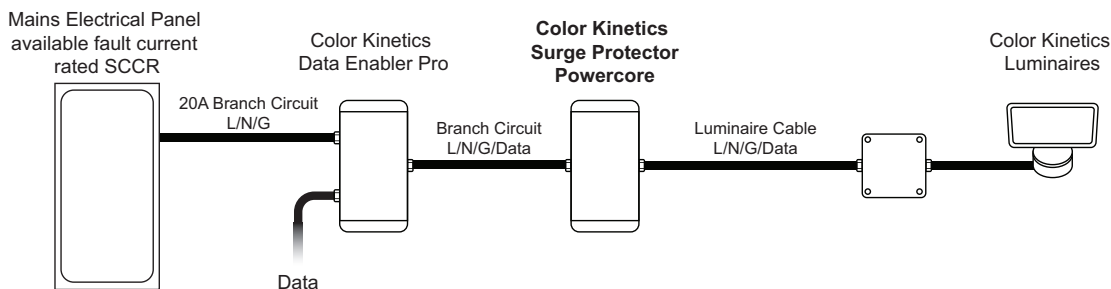 Mains Electrical Panel
available fault current
rated SCCR
Color Kinetics
Data Enabler Pro
Color Kinetics
Surge Protector
Powercore
Color Kinetics
Luminaires
20A Branch Circuit
L/N/G
Branch Circuit
L/N/G/Data
Luminaire Cable
L/N/G/Data
Data